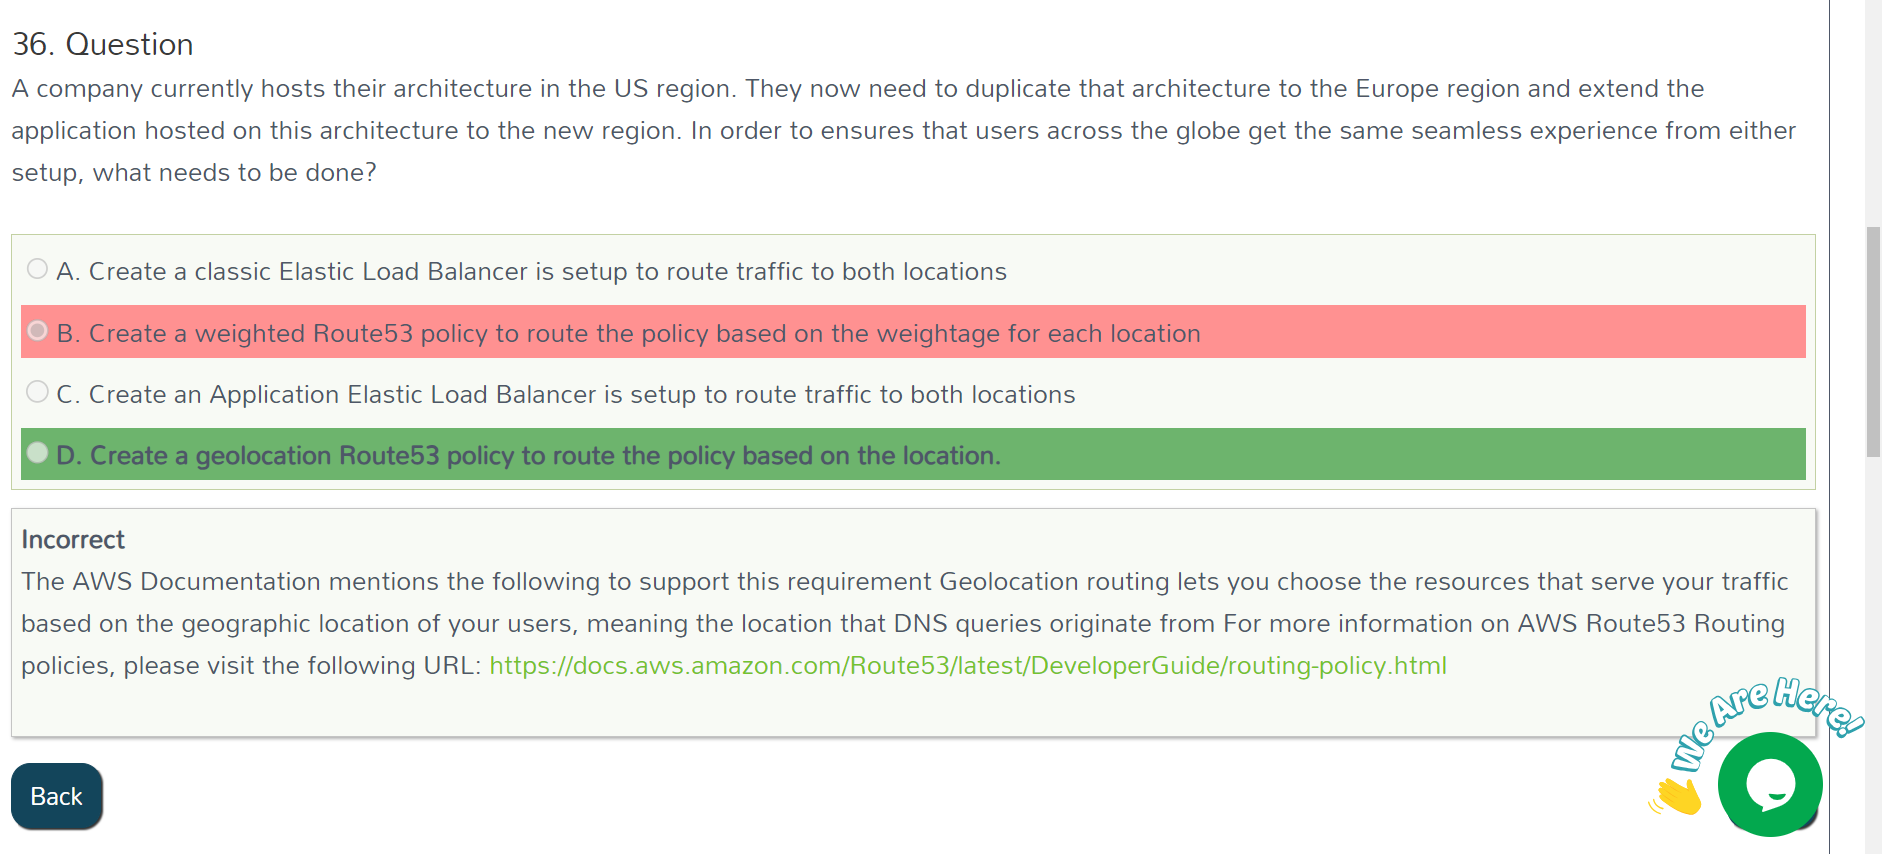 36. Question
A company currently hosts their architecture in the US region. They now need to duplicate that architecture to the Europe region and extend the
application hosted on this architecture to the new region. In order to ensures that users across the globe get the same seamless experience from either
setup, what needs to be done?
A. Create a classic Elastic Load Balancer is setup to route traffic to both locations
B. Create a weighted Route53 policy to route the policy based on the weightage for each location
C. Create an Application Elastic Load Balancer is setup to route traffic to both locations
D. Create a geolocation Route53 policy to route the policy based on the location.
Incorrect
The AWS Documentation mentions the following to support this requirement Geolocation routing lets you choose the resources that serve your traffic
based on the geographic location of your users, meaning the location that DNS queries originate from For more information on AWS Route53 Routing
policies, please visit the following URL: https://docs.aws.amazon.com/Route53/latest/DeveloperGuide/routing-policy.html
We Are Here!
Back